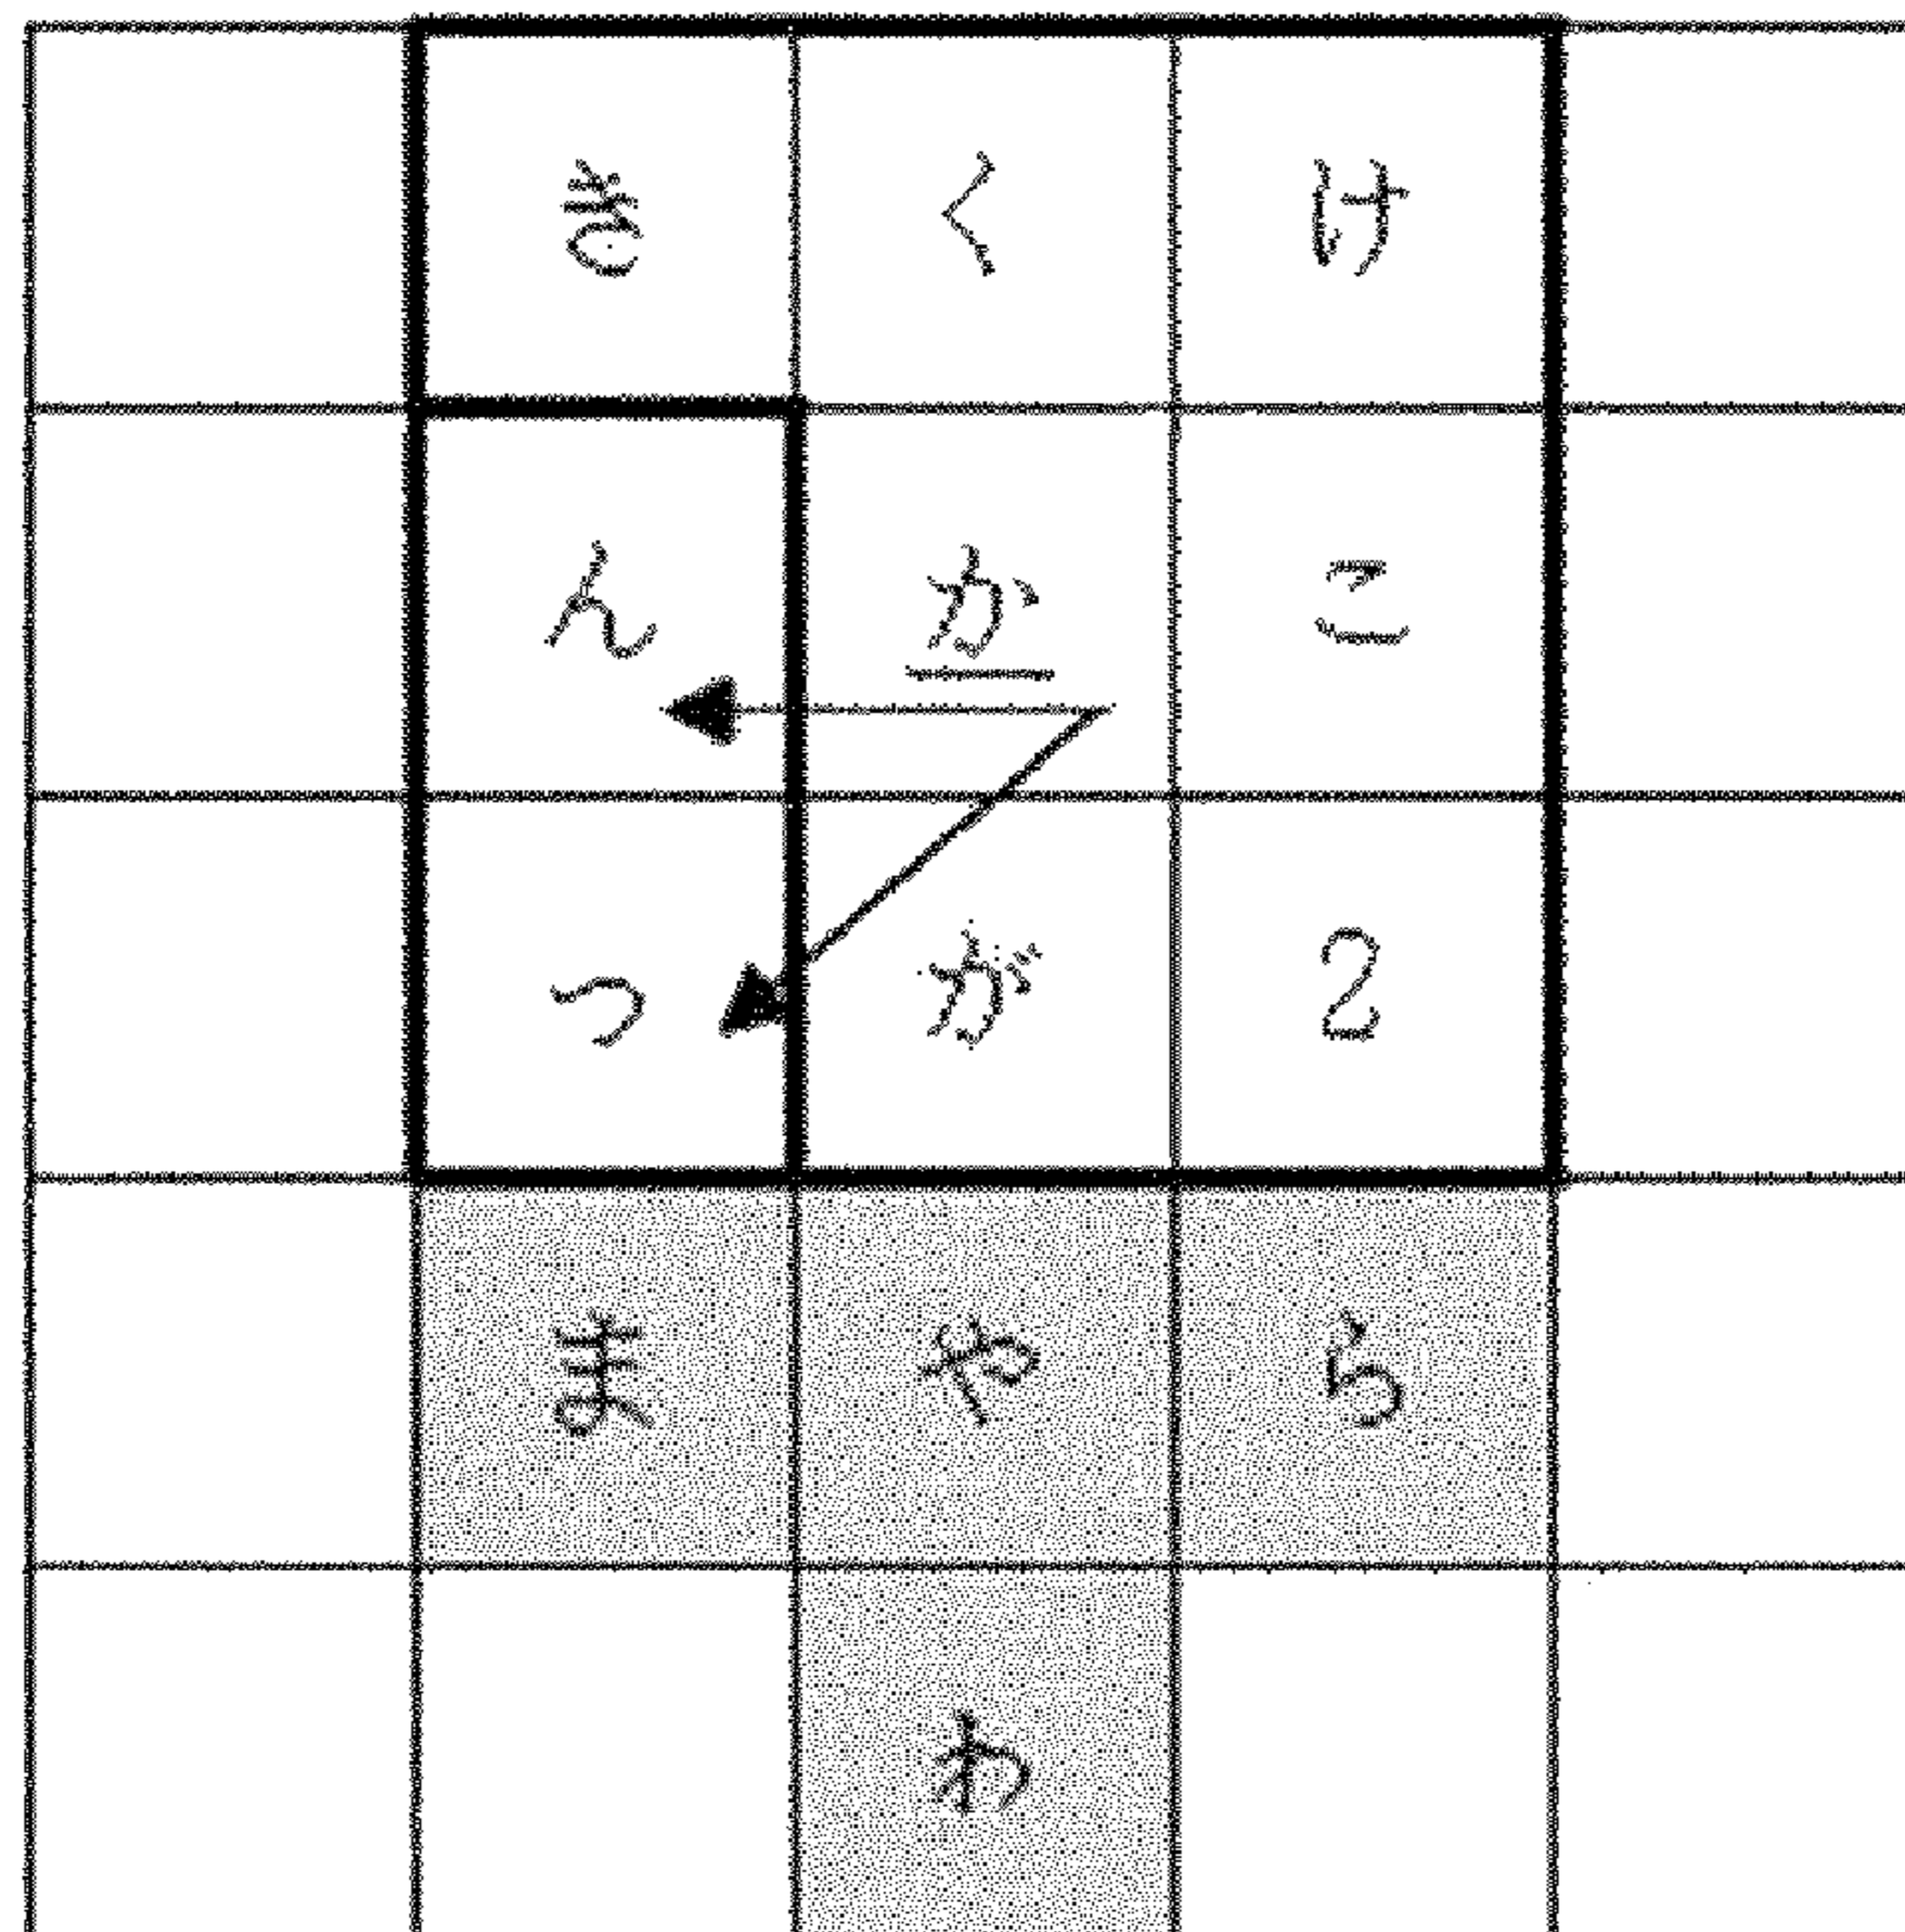 き く け
ん か こ
っ が 2
ま や ら
わ